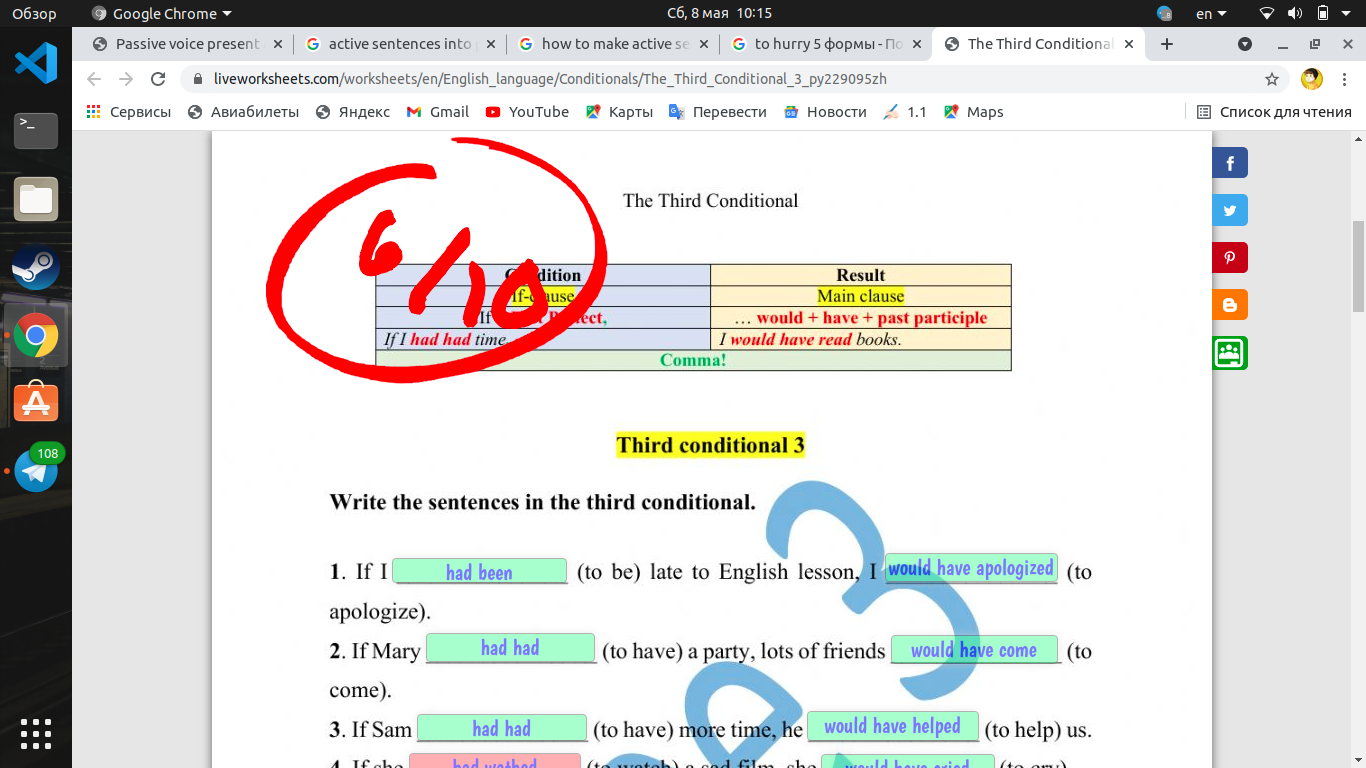 Обзор
Google Chrome
Сб, 8 мая 10:15
en
Passive voice present
active sentences into
how to make active se
to hurry 5 формы - По
The Third Conditional
liveworksheets.com/worksheets/en/English_language/Conditionals/The_Third_Conditional_3_py229095zh
Сервисы
Авиабилеты
Яндекс
Gmail
YouTube
Карты
Перевести
Новости
1.1
Maps
Список для чтения
108
6/10
The Third Conditional
Condition Result
If-clause Main clause
If Past Perfect, … would + have + past participle
If I had had time, I would have read books.
Comma!
Third conditional 3
Write the sentences in the third conditional.
1. If I had been (to be) late to English lesson, I would have apologized (to
apologize).
2. If Mary had had (to have) a party, lots of friends would have come (to
come).
3. If Sam had had (to have) more time, he would have helped (to help) us.
4. If she had wathed (to watch) a sad film, she would have cried (to cry).